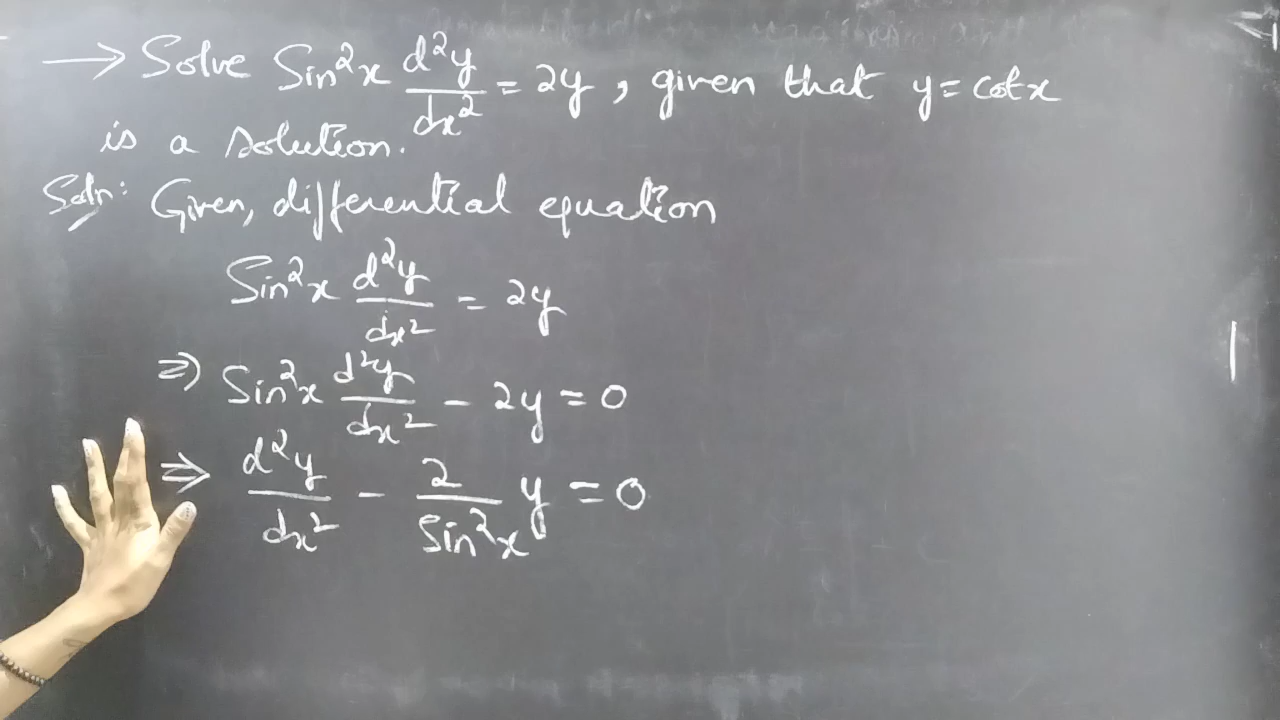 → Solve Sin²x d²y/dx² = 2y, given that y = cotx
is a solution.
Soln: Given, differential equation
Sin²x d²y/dx² = 2y
⇒ Sin²x d²y/dx² - 2y = 0
⇒ d²y/dx² - 2/Sin²x y = 0